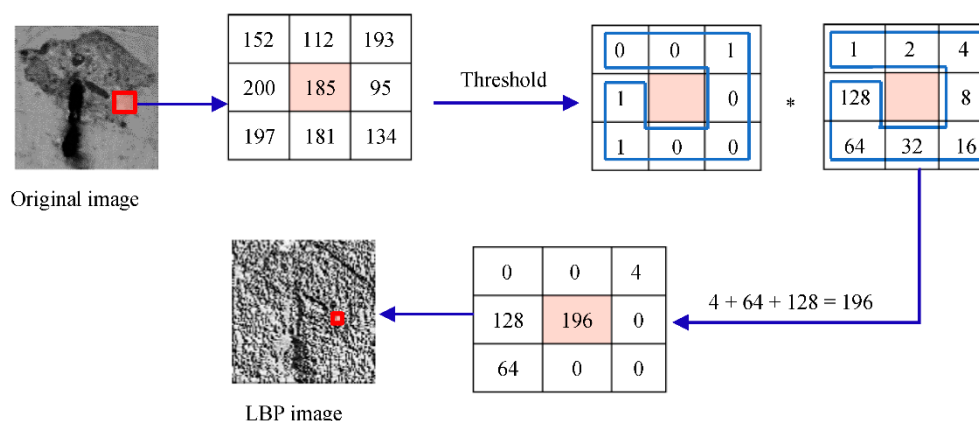 152 112 193
200 185 95
197 181 134
Threshold
0 0 1
1 0
1 0 0
*
1 2 4
128 8
64 32 16
Original image
0 0 4
128 196 0
64 0 0
4 + 64 + 128 = 196
LBP image